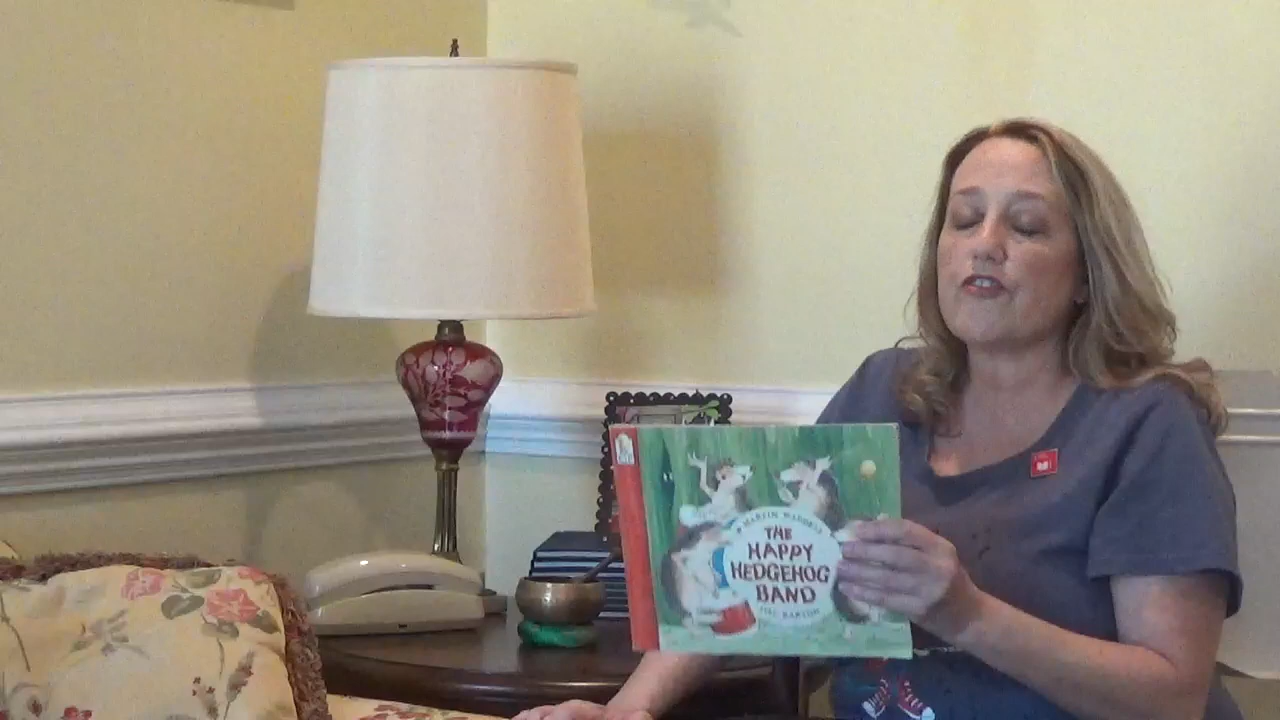 MARTIN WADDELL
THE
HAPPY
HEDGEHOG
BAND
JILL BARTON